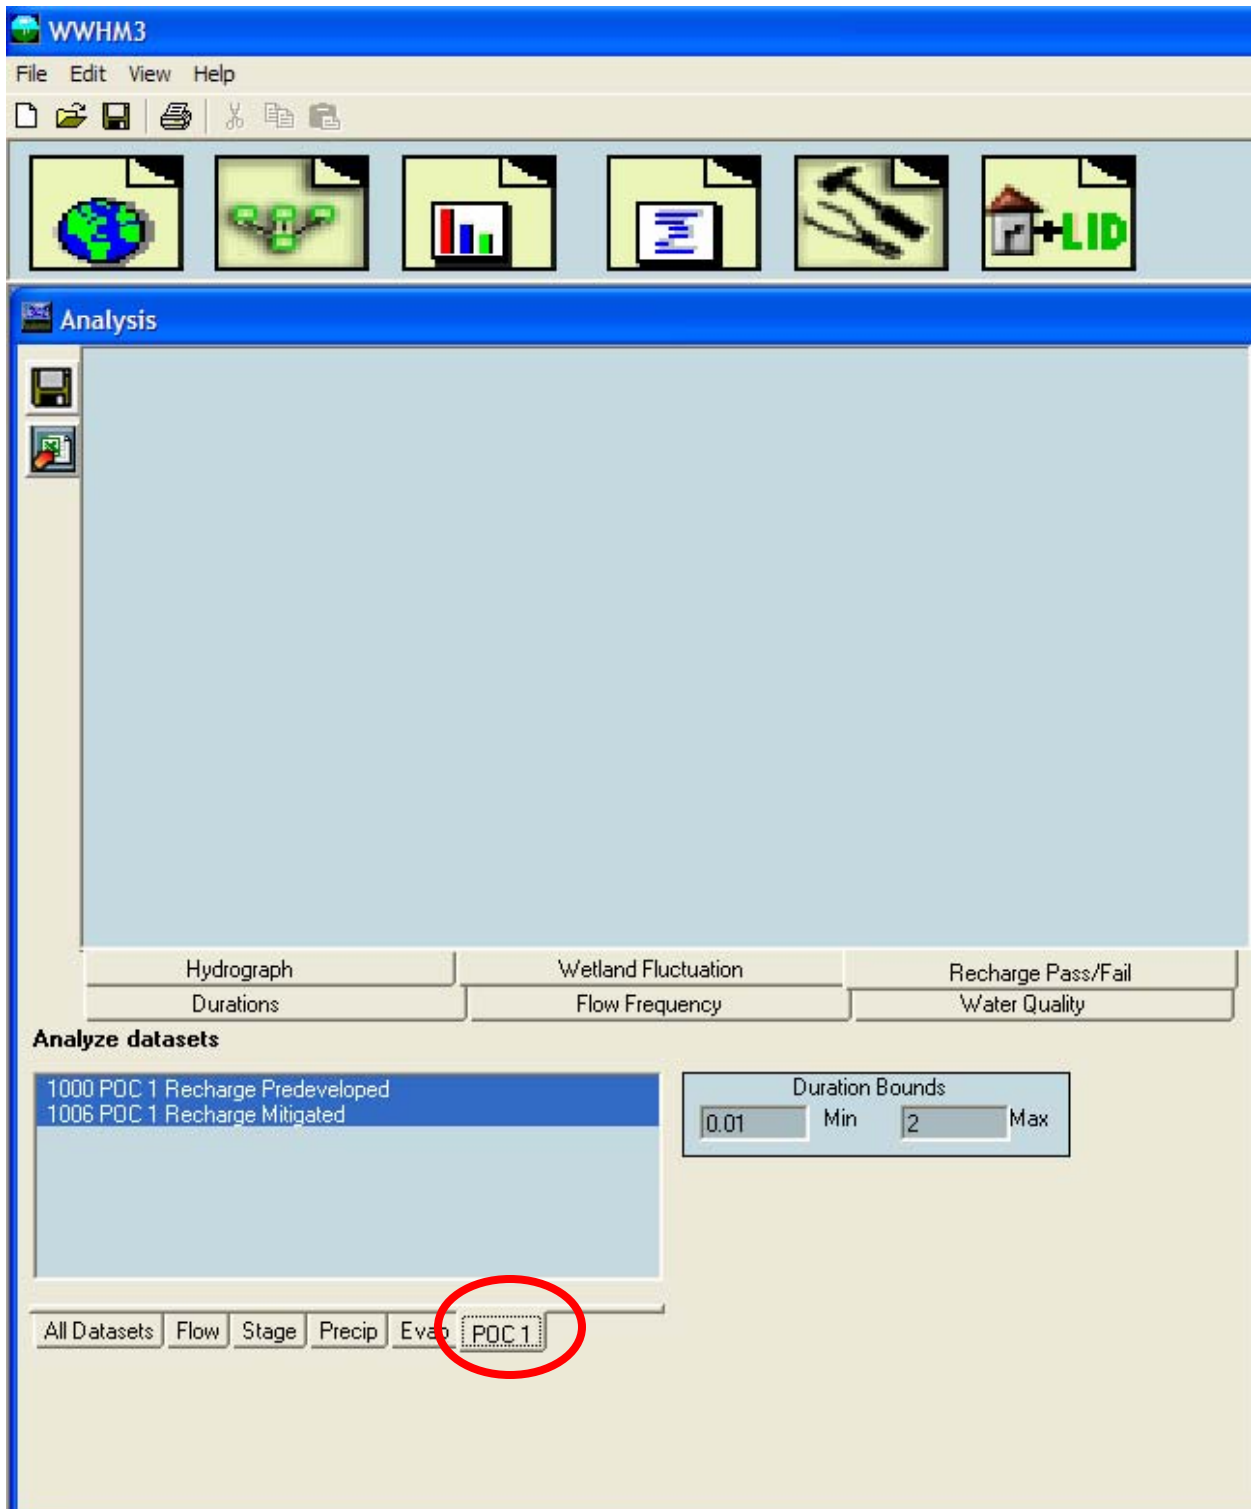 WWHM3
File Edit View Help
+LID
Analysis
Hydrograph Wetland Fluctuation Recharge Pass/Fail
Durations Flow Frequency Water Quality
Analyze datasets
1000 POC 1 Recharge Predeveloped
1006 POC 1 Recharge Mitigated
Duration Bounds
0.01 Min 2 Max
All Datasets Flow Stage Precip Evap POC 1